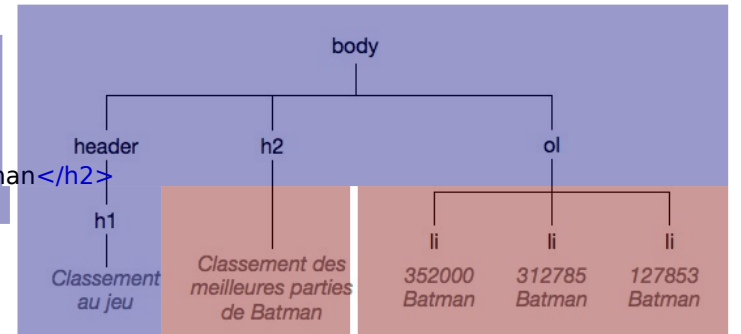 body
header h2 ol
man</h2>
h1
li li li
Classement
au jeu
Classement des
meilleures parties
de Batman
352000
Batman
312785
Batman
127853
Batman